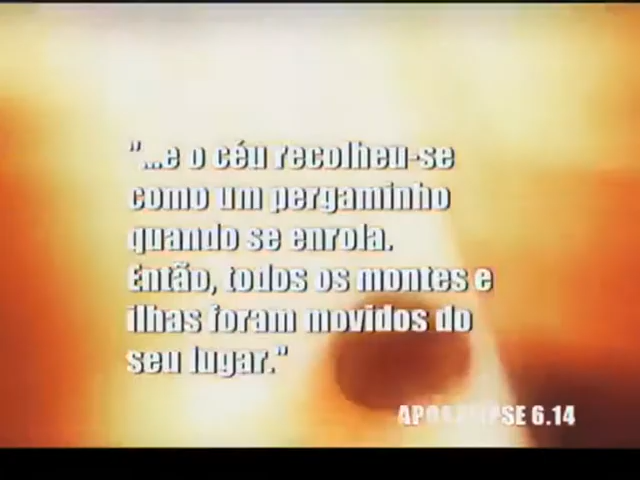 "...e o céu recolheu-se
como um pergaminho
quando se enrola.
Então, todos os montes e
ilhas foram movidos do
seu lugar."
APOCALIPSE 6.14